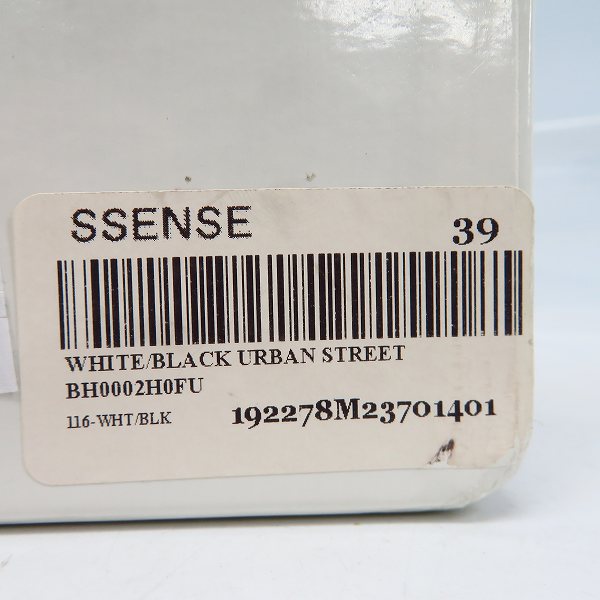 SSENSE 39
WHITE/BLACK URBAN STREET
BH0002H0FU
116-WHT/BLK 192278M23701401